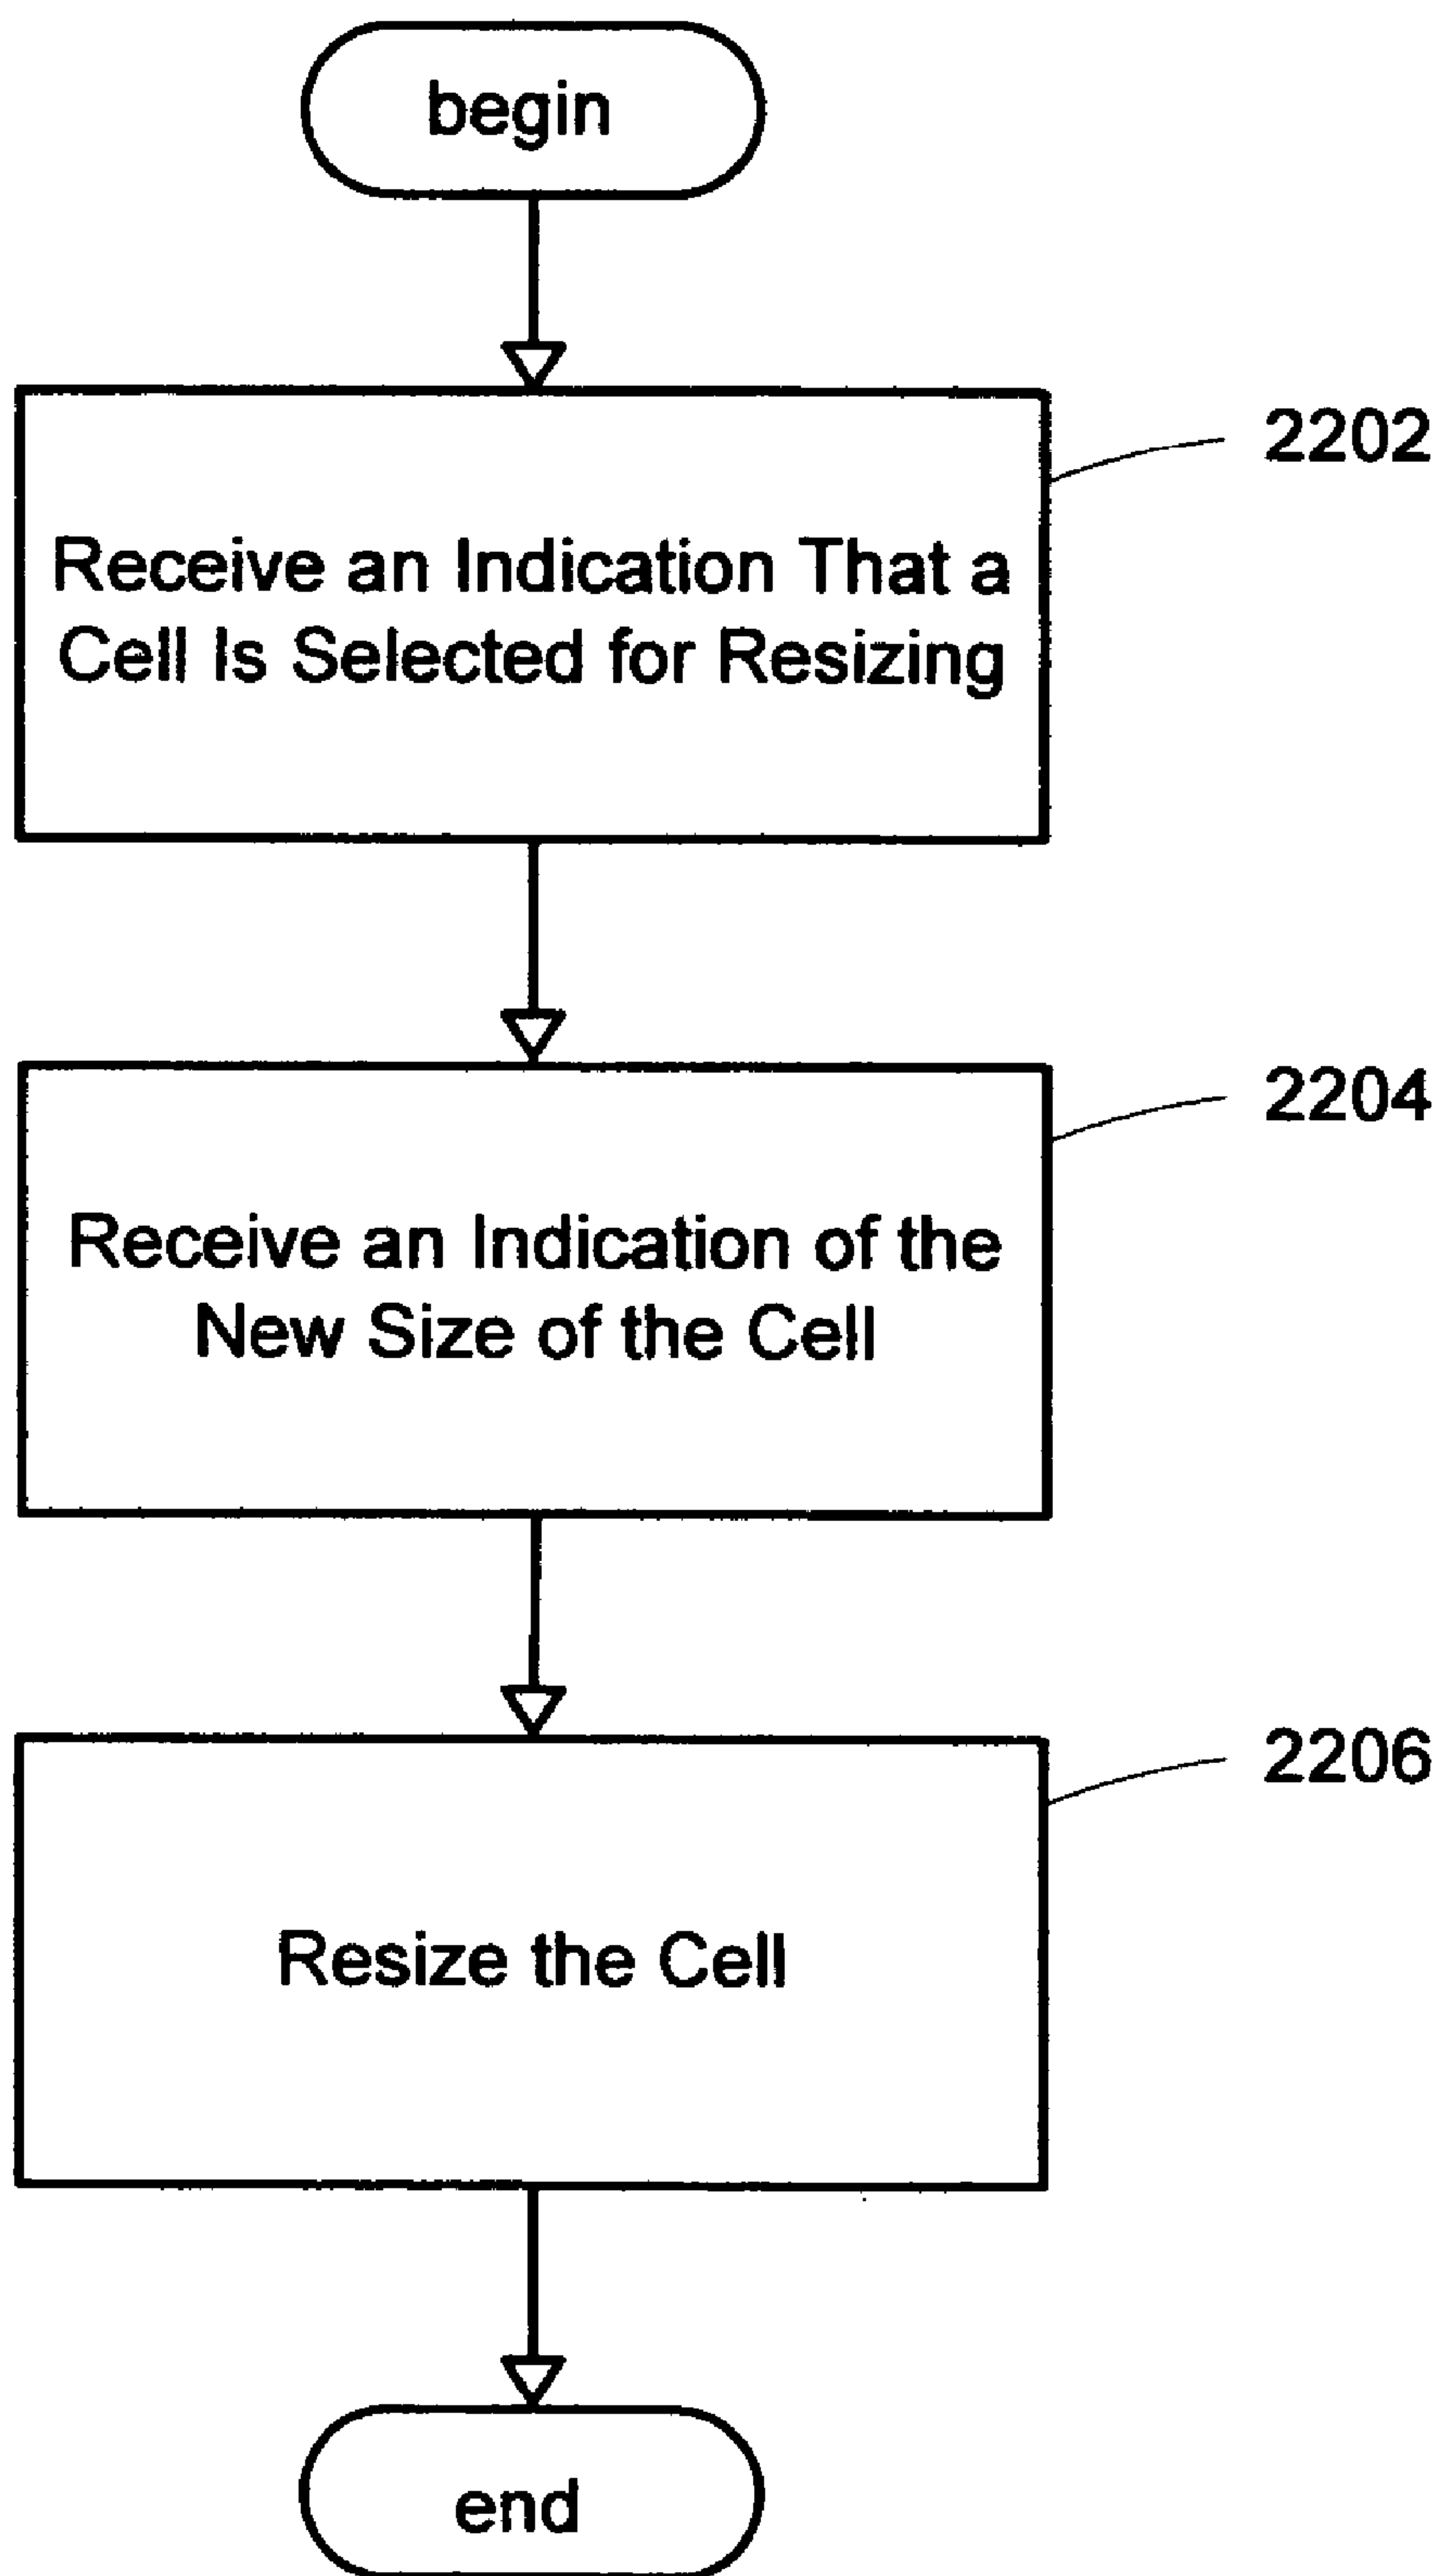 begin
2202
Receive an Indication That a
Cell Is Selected for Resizing
2204
Receive an Indication of the
New Size of the Cell
2206
Resize the Cell
end